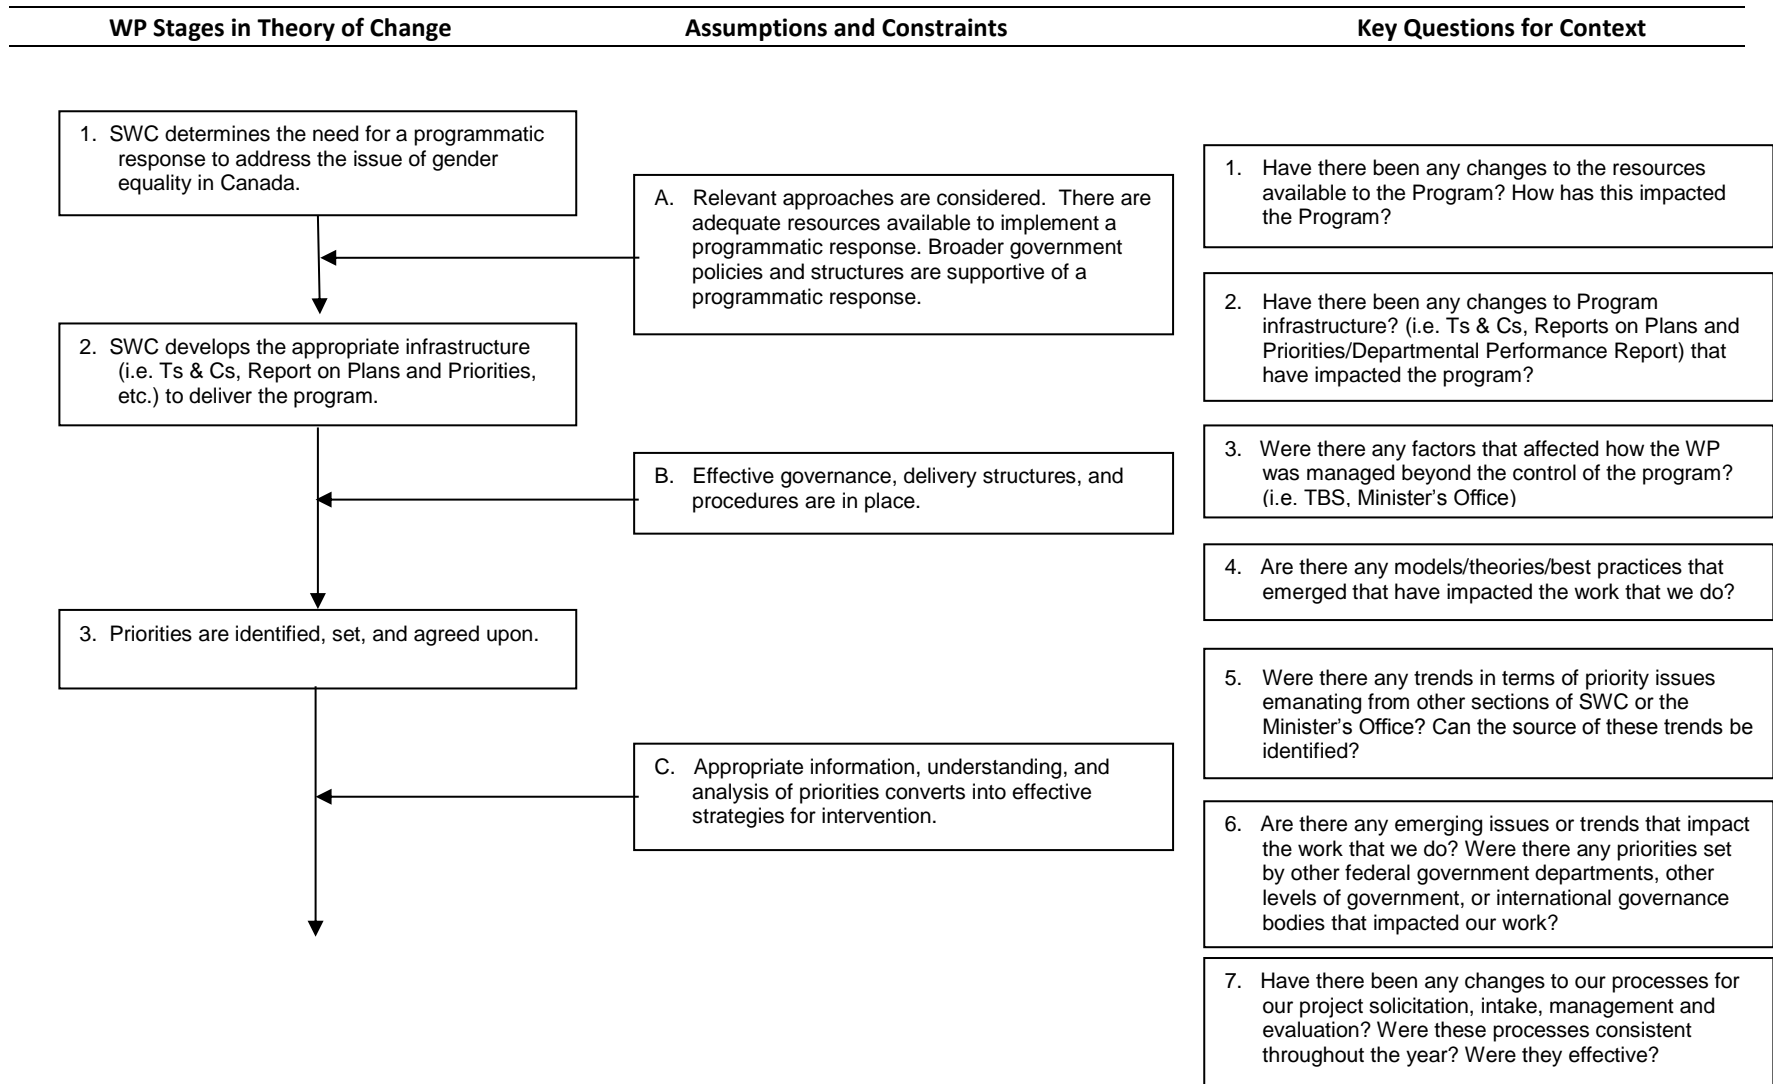 WP Stages in Theory of Change
Assumptions and Constraints
Key Questions for Context
1. SWC determines the need for a programmatic
response to address the issue of gender
equality in Canada.
2. SWC develops the appropriate infrastructure
(i.e. Ts & Cs, Report on Plans and Priorities,
etc.) to deliver the program.
3. Priorities are identified, set, and agreed upon.
A. Relevant approaches are considered. There are
adequate resources available to implement a
programmatic response. Broader government
policies and structures are supportive of a
programmatic response.
B. Effective governance, delivery structures, and
procedures are in place.
C. Appropriate information, understanding, and
analysis of priorities converts into effective
strategies for intervention.
1. Have there been any changes to the resources
available to the Program? How has this impacted
the Program?
2. Have there been any changes to Program
infrastructure? (i.e. Ts & Cs, Reports on Plans and
Priorities/Departmental Performance Report) that
have impacted the program?
3. Were there any factors that affected how the WP
was managed beyond the control of the program?
(i.e. TBS, Minister’s Office)
4. Are there any models/theories/best practices that
emerged that have impacted the work that we do?
5. Were there any trends in terms of priority issues
emanating from other sections of SWC or the
Minister’s Office? Can the source of these trends be
identified?
6. Are there any emerging issues or trends that impact
the work that we do? Were there any priorities set
by other federal government departments, other
levels of government, or international governance
bodies that impacted our work?
7. Have there been any changes to our processes for
our project solicitation, intake, management and
evaluation? Were these processes consistent
throughout the year? Were they effective?